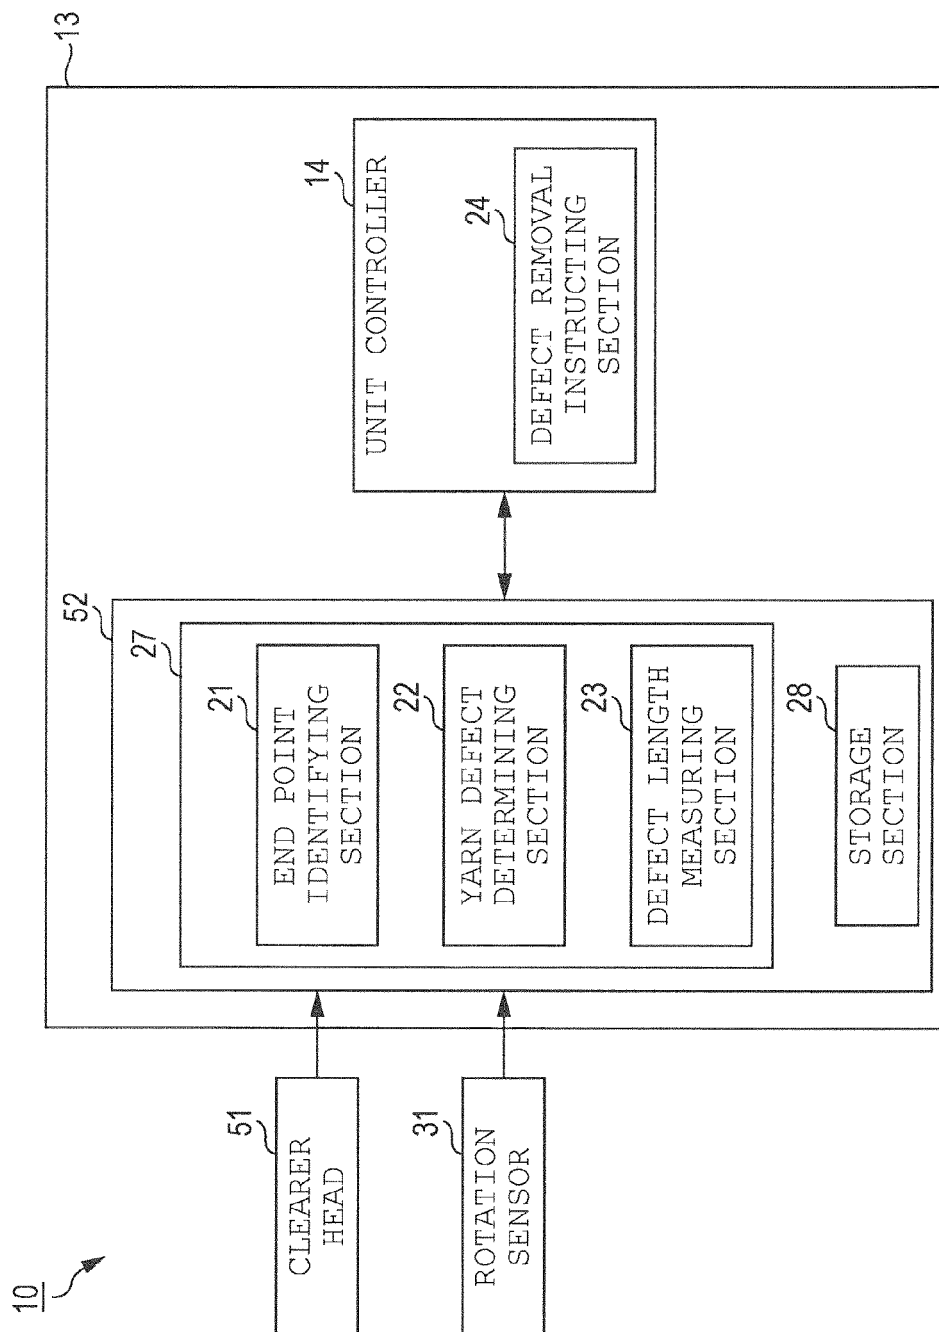 10
13
51
CLEARER
HEAD
31
ROTATION
SENSOR
52
27
21
END POINT
IDENTIFYING
SECTION
22
YARN DEFECT
DETERMINING
SECTION
23
DEFECT LENGTH
MEASURING
SECTION
28
STORAGE
SECTION
14
UNIT CONTROLLER
24
DEFECT REMOVAL
INSTRUCTING
SECTION